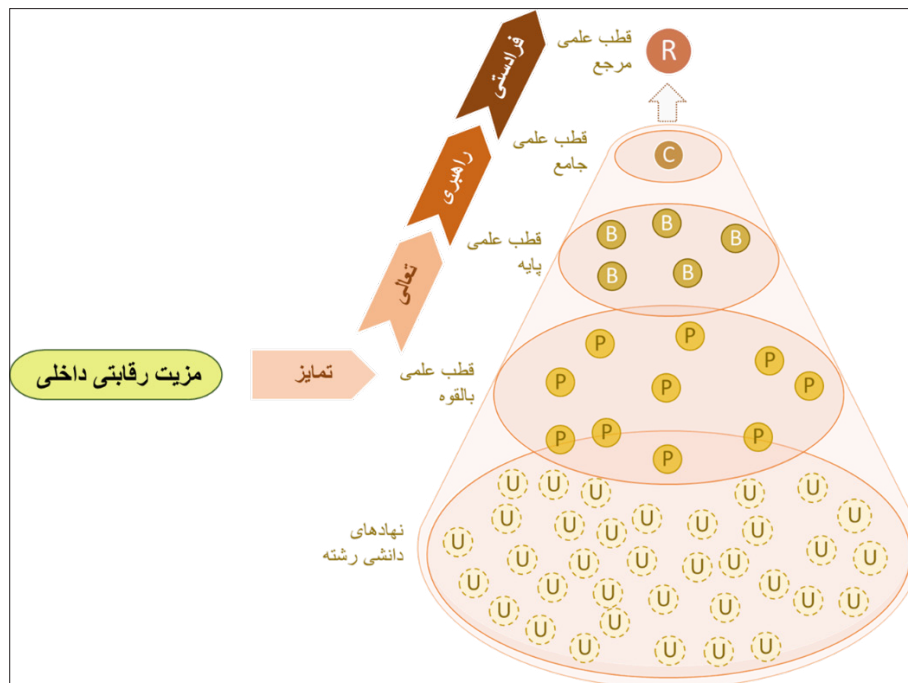 R
قطب علمی
مرجع
فرادستی
C
قطب علمی
جامع
راهبری
B B B
B B
قطب علمی
پایه
تعالی
P P P
P P P
P P P
P
قطب علمی
بالقوه
تمایز
مزیت رقابتی داخلی
U U U U U
U U U U U U U
U U U U U U U U
U U U U U U U U
U U U
U U U U U
نهادهای
دانشی رشته